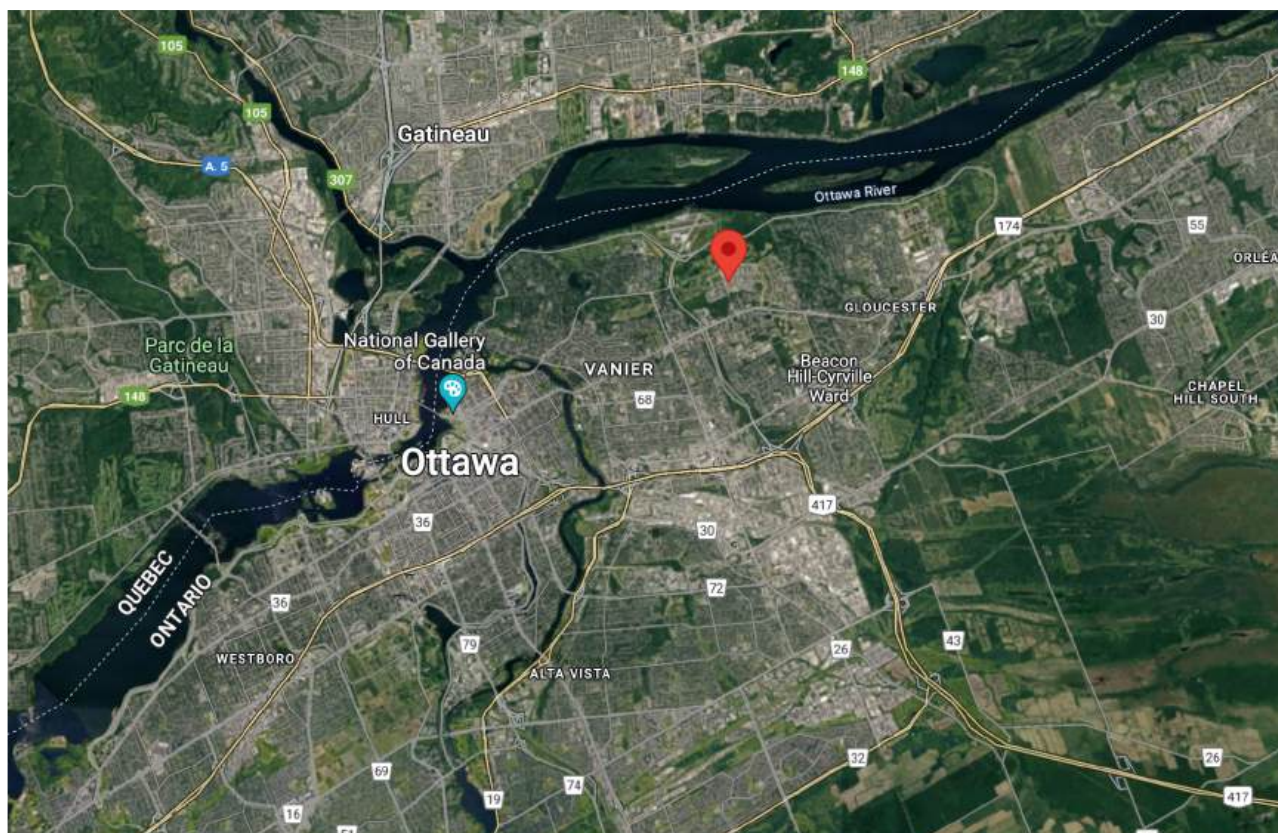 105
148
105
Gatineau
A. 5
307
Ottawa River
174
55
ORLÉA
GLOUCESTER
30
National Gallery
of Canada
Parc de la
Gatineau
VANIER
Beacon
Hill-Cyrville
Ward
148
68
CHAPEL
HILL SOUTH
HULL
Ottawa
36
417
30
QUEBEC
ONTARIO
36
72
79
43
26
WESTBORO
ALTA VISTA
69
74
32
26
19
16
417